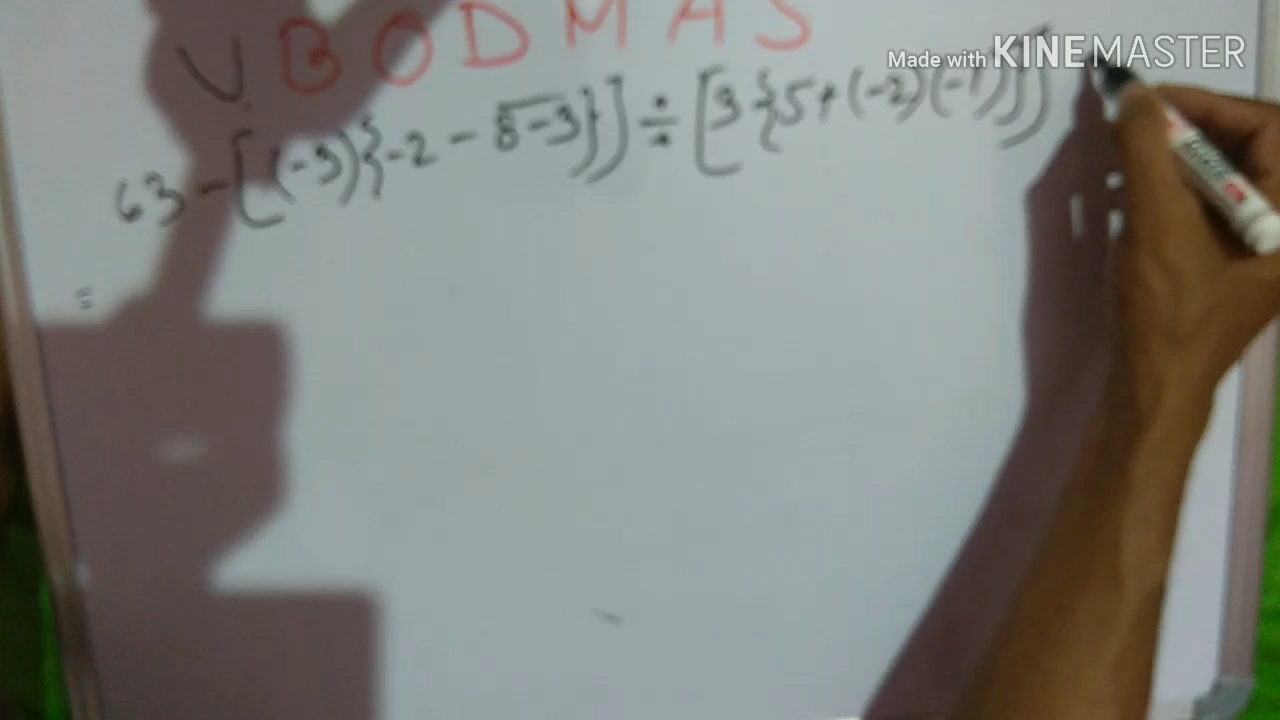 V BODMAS
Made with KINEMASTER
63 - [(-3){-2 - 8-3}] ÷ [3{5+(-2)(-1)}]
=